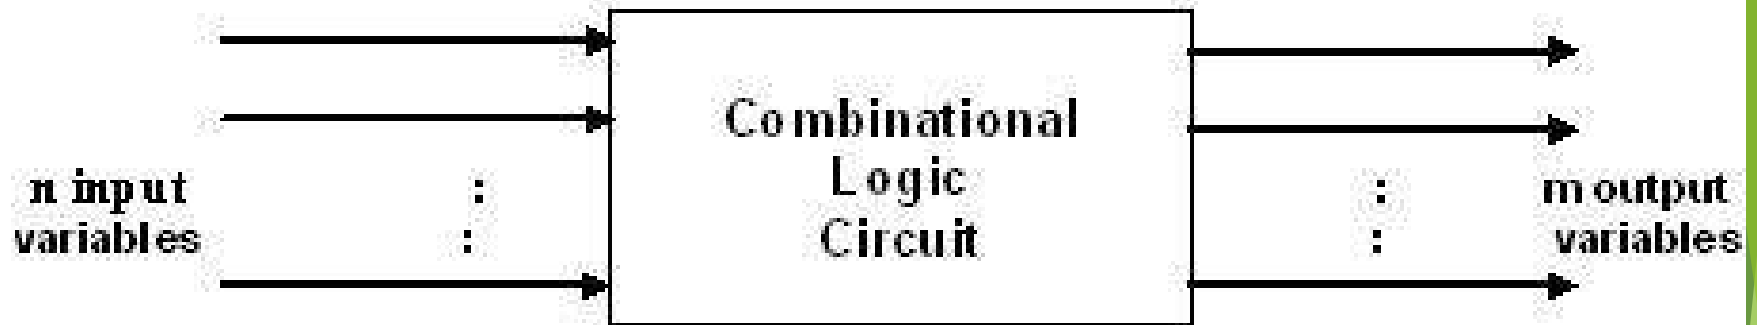 n input
variables
:
:
Combinational
Logic
Circuit
:
:
m output
variables